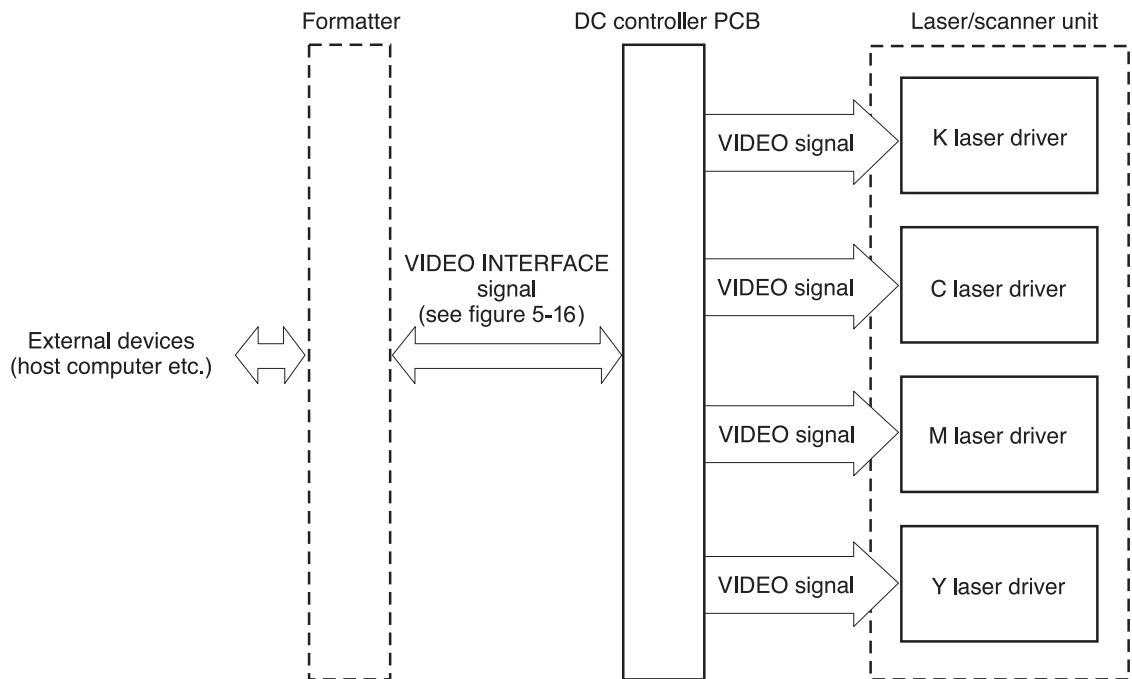 Formatter
DC controller PCB
Laser/scanner unit
VIDEO signal
K laser driver
VIDEO INTERFACE
signal
(see figure 5-16)
VIDEO signal
C laser driver
External devices
(host computer etc.)
VIDEO signal
M laser driver
VIDEO signal
Y laser driver